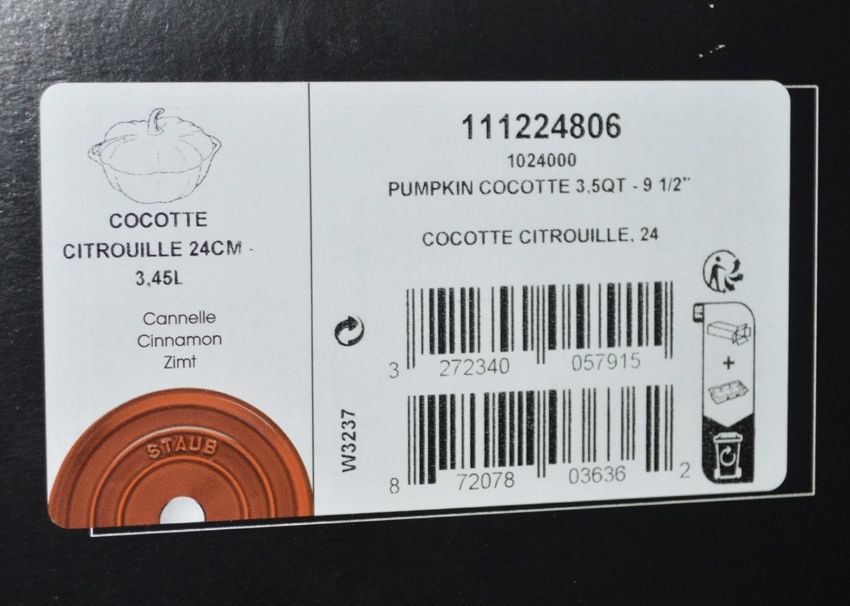 COCOTTE
CITROUILLE 24CM -
3,45L
Cannelle
Cinnamon
Zimt
STAUB
111224806
1024000
PUMPKIN COCOTTE 3,5QT - 9 1/2"
COCOTTE CITROUILLE, 24
3 272340 057915
W3237
8 72078 03636 2